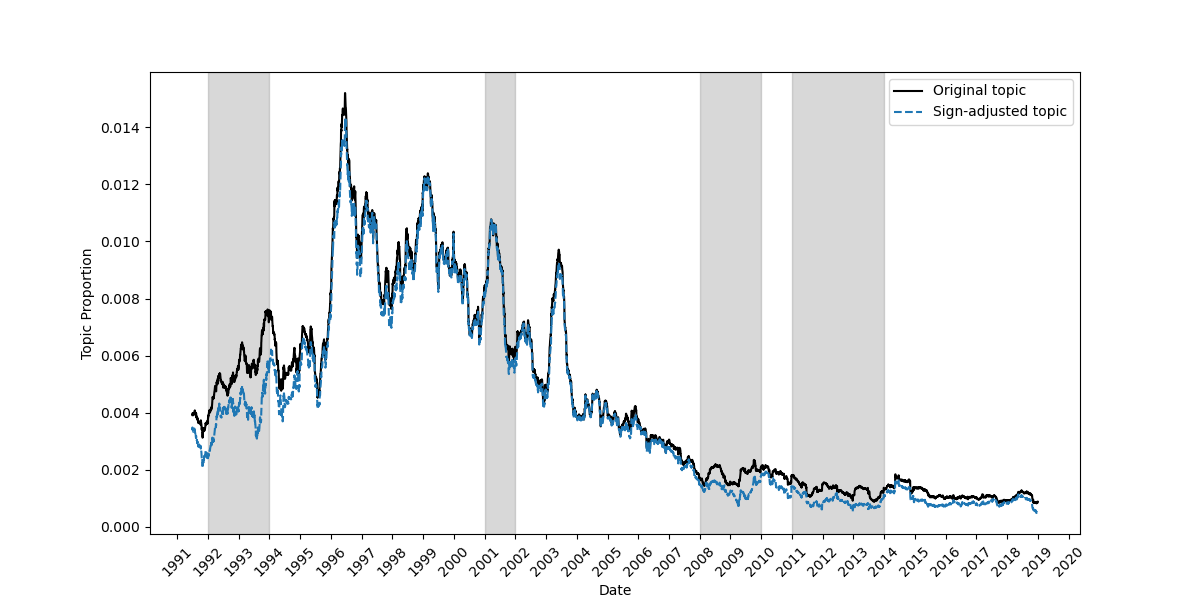 Original topic
Sign-adjusted topic
Topic Proportion
0.014
0.012
0.010
0.008
0.006
0.004
0.002
0.000
1991 1992 1993 1994 1995 1996 1997 1998 1999 2000 2001 2002 2003 2004 2005 2006 2007 2008 2009 2010 2011 2012 2013 2014 2015 2016 2017 2018 2019 2020
Date